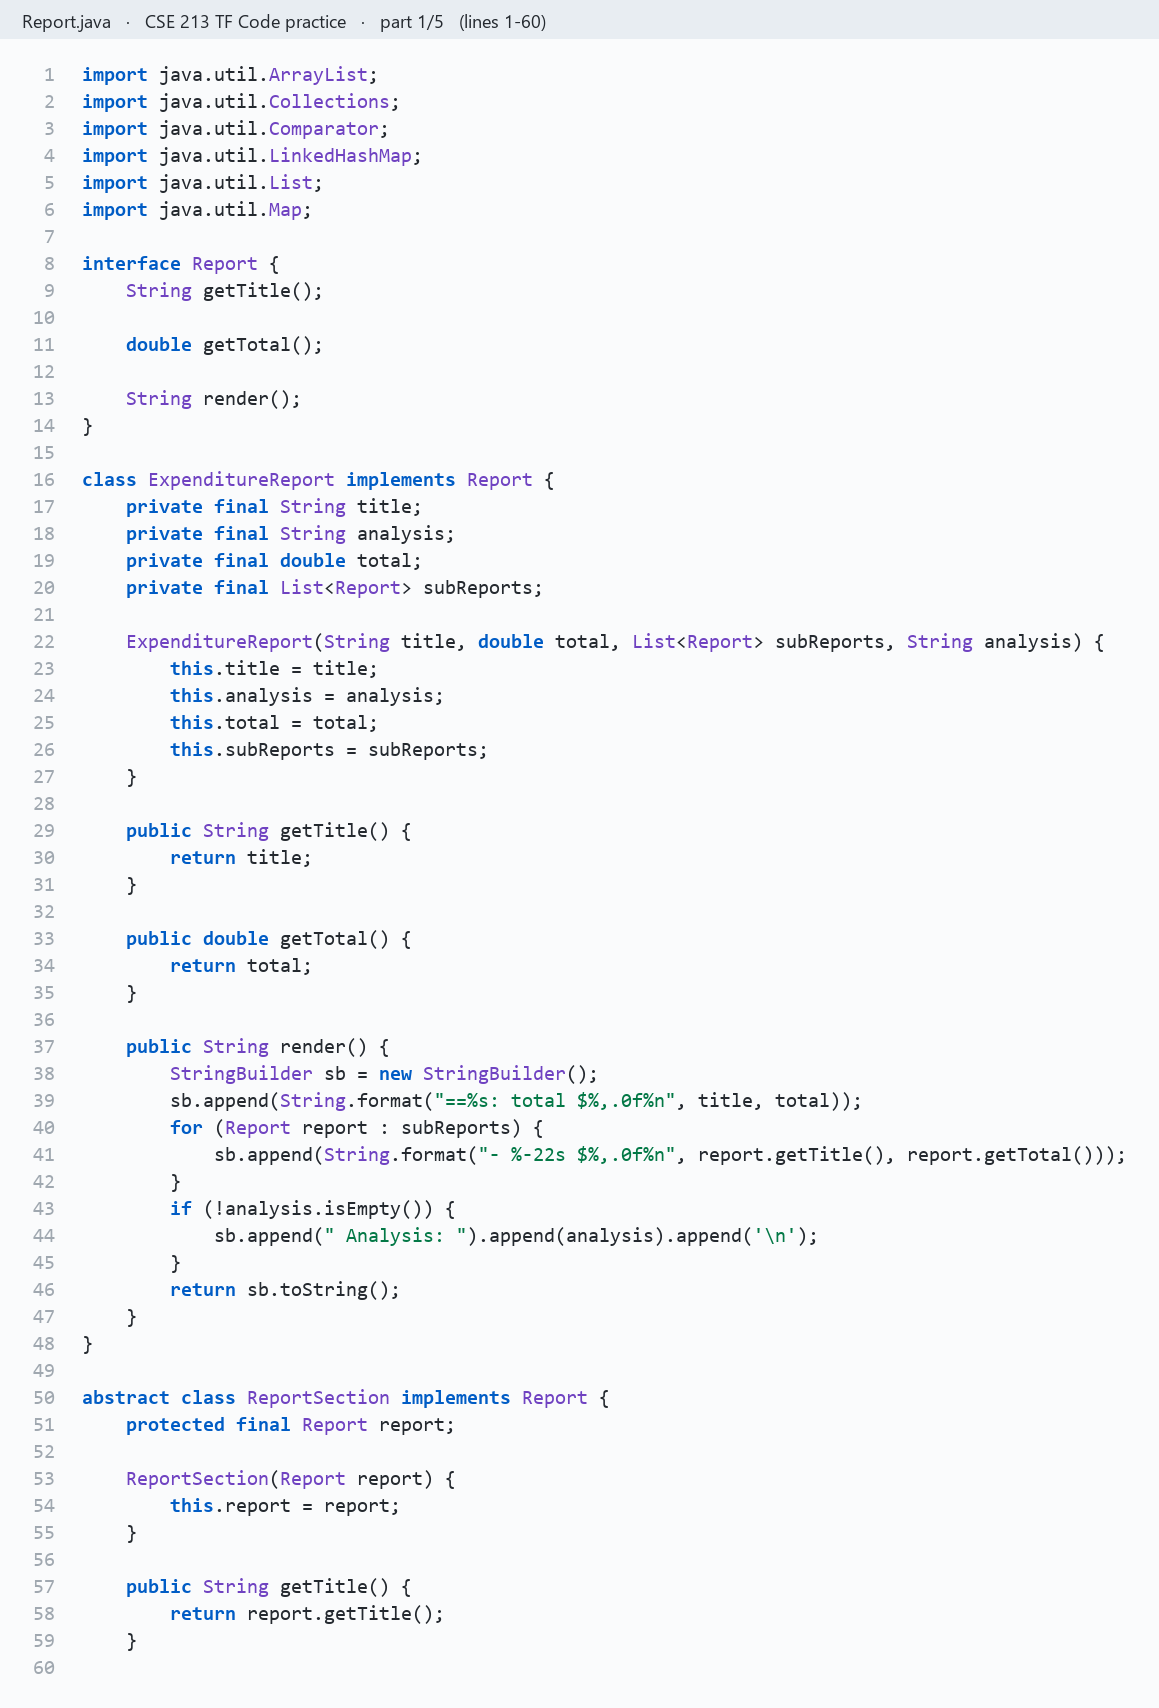 Report.java · CSE 213 TF Code practice · part 1/5 (lines 1-60)
1 import java.util.ArrayList;
2 import java.util.Collections;
3 import java.util.Comparator;
4 import java.util.LinkedHashMap;
5 import java.util.List;
6 import java.util.Map;
7
8 interface Report {
9     String getTitle();
10
11     double getTotal();
12
13     String render();
14 }
15
16 class ExpenditureReport implements Report {
17     private final String title;
18     private final String analysis;
19     private final double total;
20     private final List<Report> subReports;
21
22     ExpenditureReport(String title, double total, List<Report> subReports, String analysis) {
23         this.title = title;
24         this.analysis = analysis;
25         this.total = total;
26         this.subReports = subReports;
27     }
28
29     public String getTitle() {
30         return title;
31     }
32
33     public double getTotal() {
34         return total;
35     }
36
37     public String render() {
38         StringBuilder sb = new StringBuilder();
39         sb.append(String.format("==%s: total $%,.0f%n", title, total));
40         for (Report report : subReports) {
41             sb.append(String.format("- %-22s $%,.0f%n", report.getTitle(), report.getTotal()));
42         }
43         if (!analysis.isEmpty()) {
44             sb.append(" Analysis: ").append(analysis).append('\n');
45         }
46         return sb.toString();
47     }
48 }
49
50 abstract class ReportSection implements Report {
51     protected final Report report;
52
53     ReportSection(Report report) {
54         this.report = report;
55     }
56
57     public String getTitle() {
58         return report.getTitle();
59     }
60